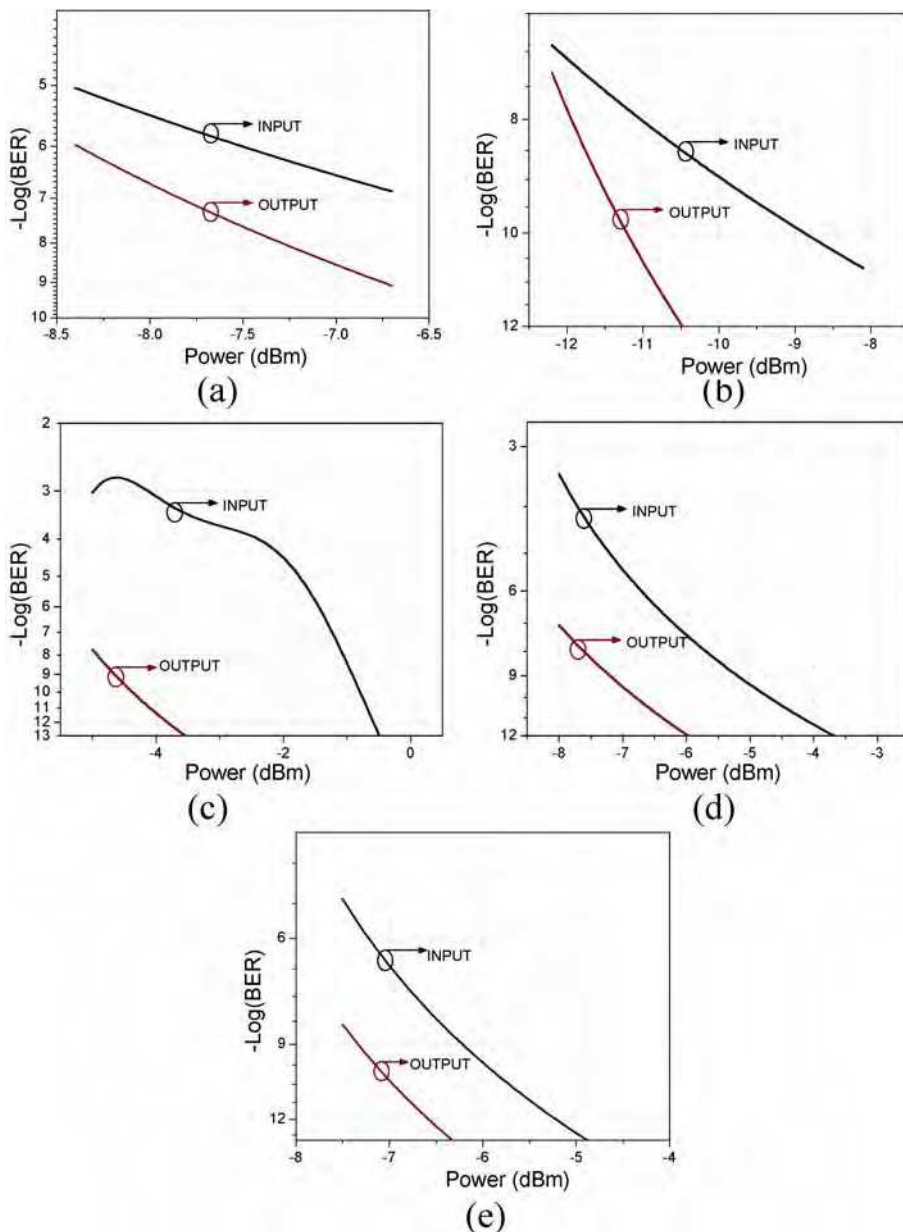 5
6
7
8
9
10
-Log(BER)
INPUT
OUTPUT
-8.5
-8.0
-7.5
-7.0
-6.5
Power (dBm)
(a)
8
10
12
-Log(BER)
INPUT
OUTPUT
-12
-11
-10
-9
-8
Power (dBm)
(b)
2
3
4
5
6
7
8
9
10
11
12
13
-Log(BER)
INPUT
OUTPUT
-4
-2
0
Power (dBm)
(c)
3
6
9
12
-Log(BER)
INPUT
OUTPUT
-8
-7
-6
-5
-4
-3
Power (dBm)
(d)
6
9
12
-Log(BER)
INPUT
OUTPUT
-8
-7
-6
-5
-4
Power (dBm)
(e)